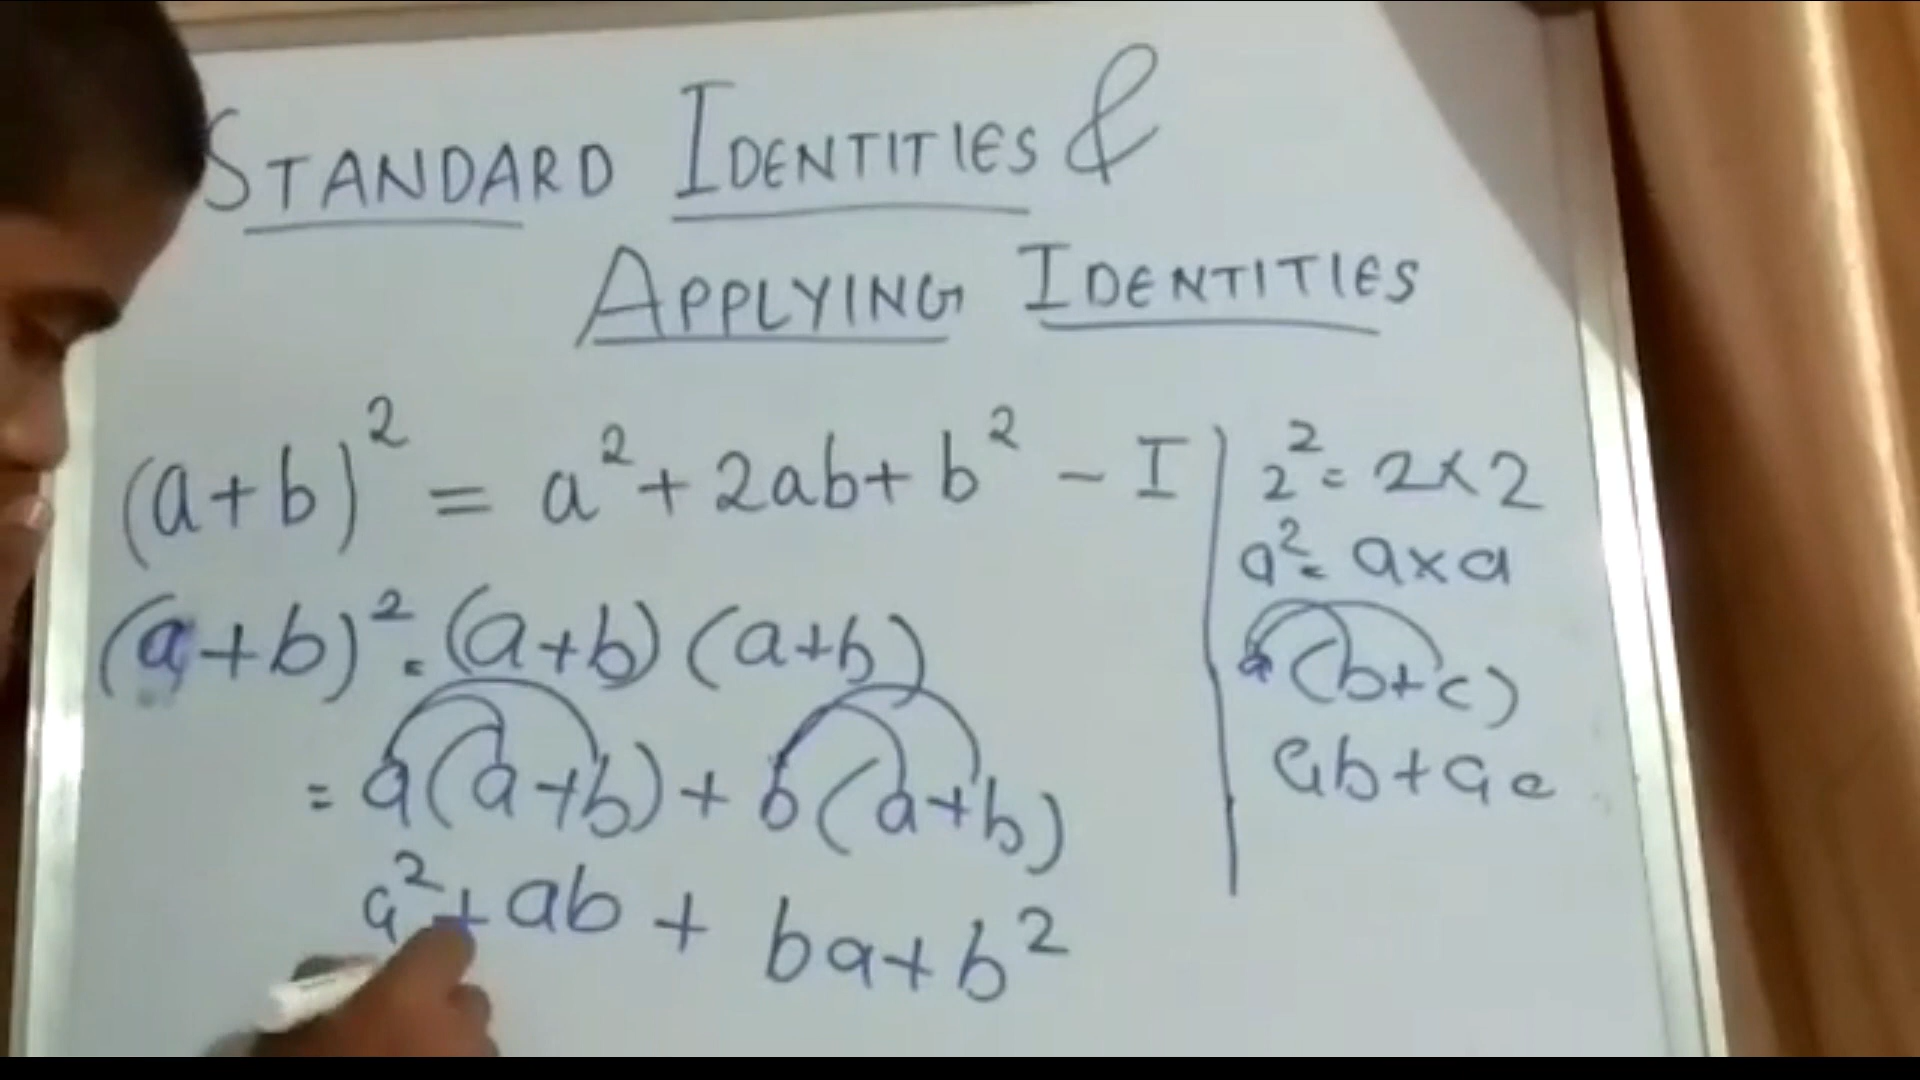 STANDARD IDENTITIES &
APPLYING IDENTITIES
(a+b)² = a² + 2ab + b² - I
(a+b)² = (a+b) (a+b)
= a(a+b) + b(a+b)
a² + ab + ba + b²
2² = 2×2
a² = a×a
a(b+c)
ab+ac